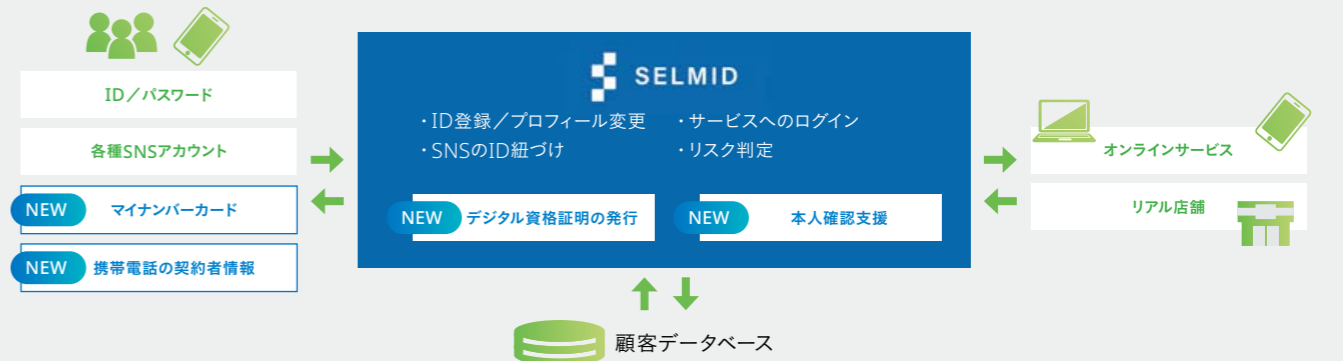 ID／パスワード
各種SNSアカウント
NEW マイナンバーカード
NEW 携帯電話の契約者情報
SELMID
・ID登録／プロフィール変更
・SNSのID紐づけ
・サービスへのログイン
・リスク判定
NEW デジタル資格証明の発行
NEW 本人確認支援
オンラインサービス
リアル店舗
顧客データベース